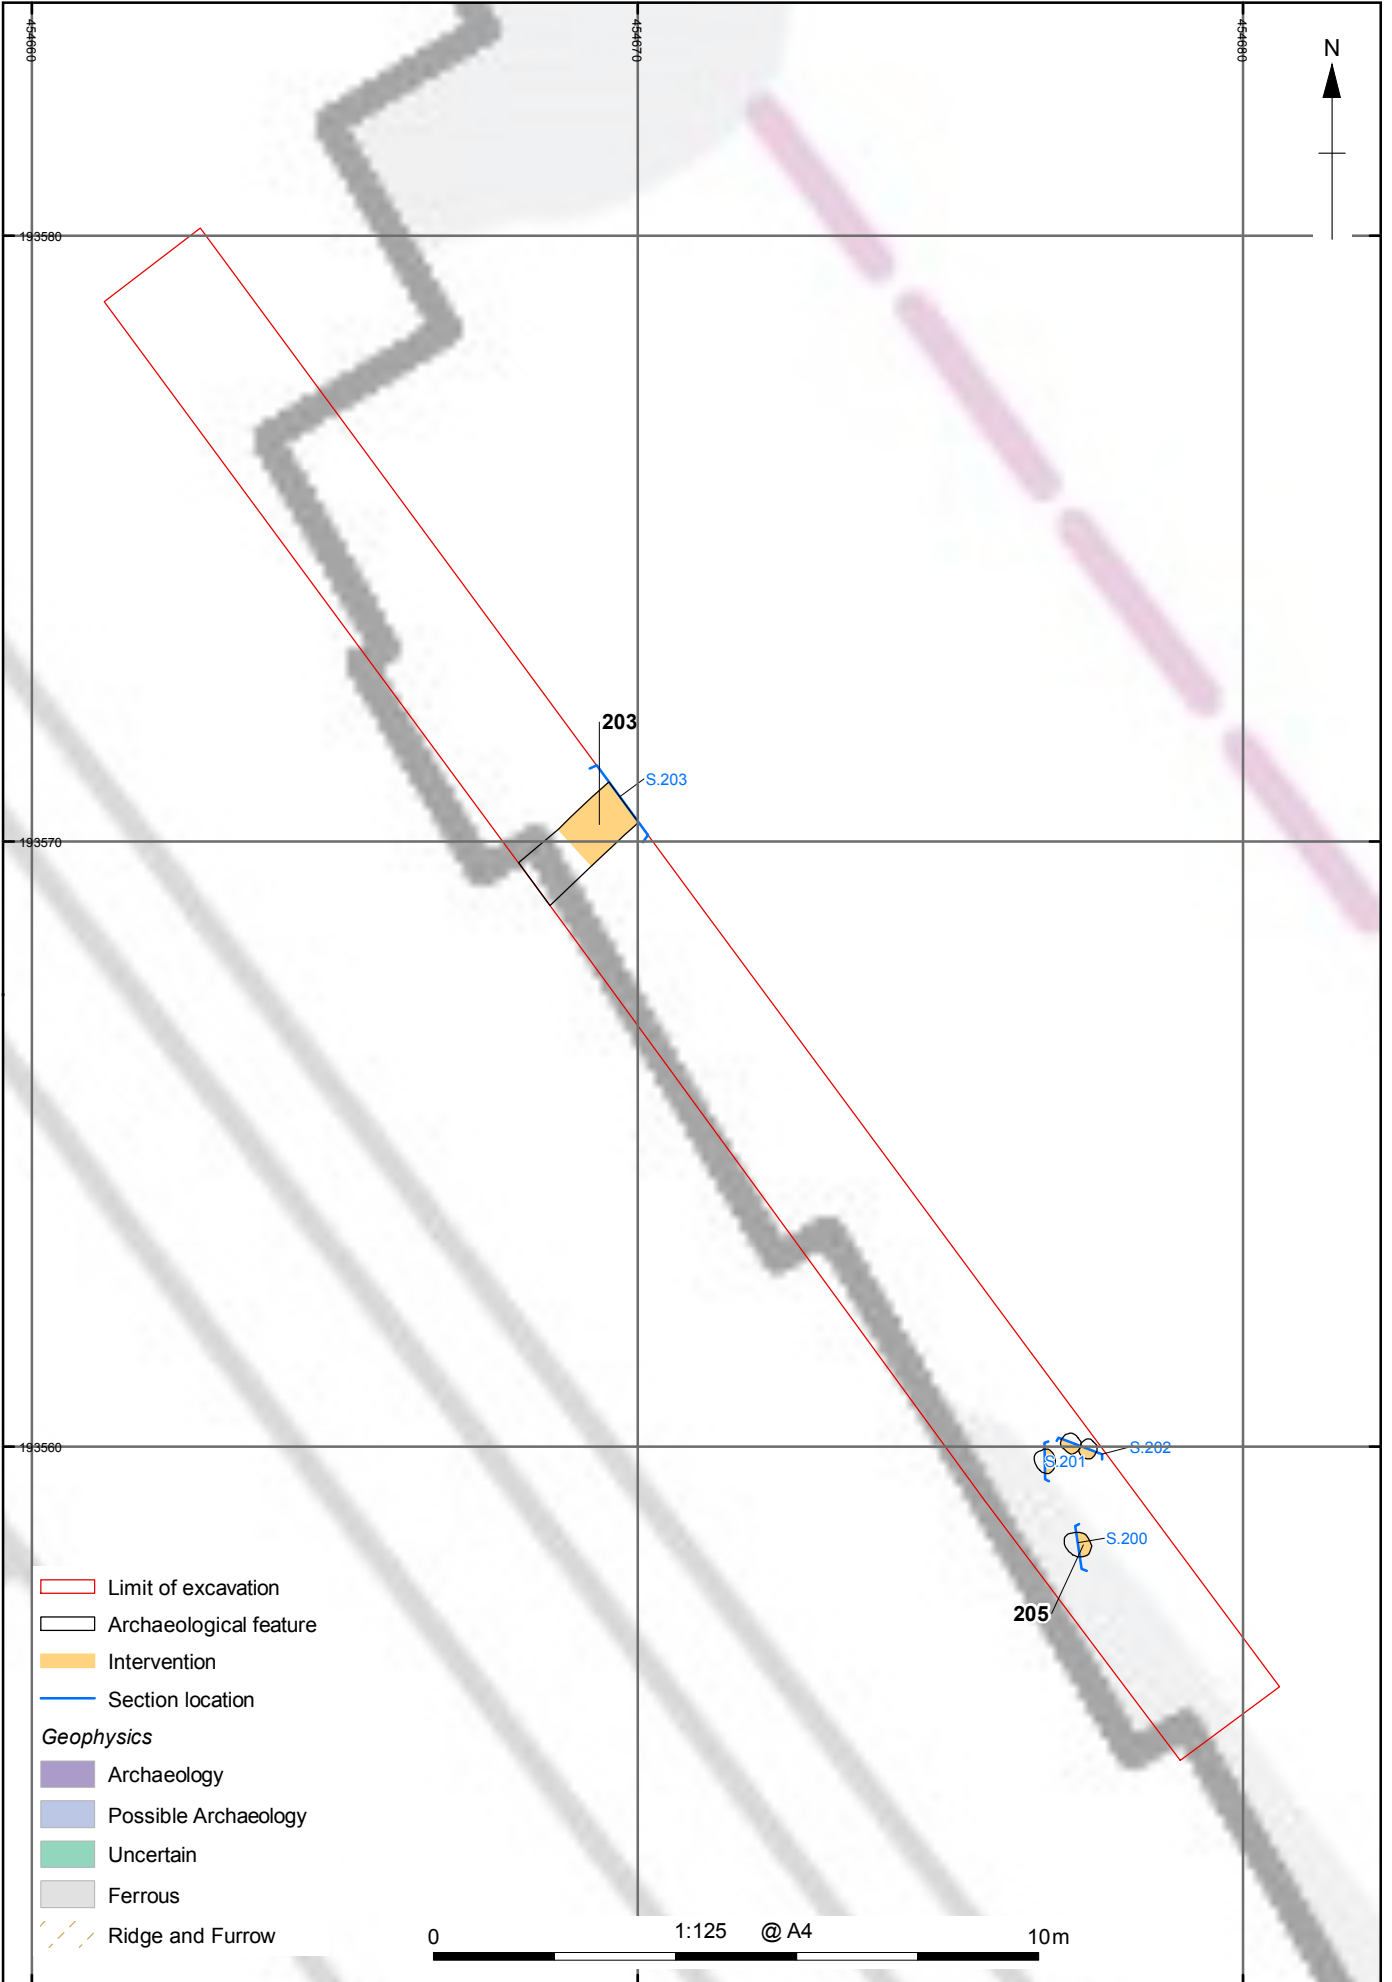 454660
454670
454680
N
193580
203
S.203
193570
193560
S.202
S.201
S.200
205
Limit of excavation
Archaeological feature
Intervention
Section location
Geophysics
Archaeology
Possible Archaeology
Uncertain
Ferrous
Ridge and Furrow
0 1:125 @ A4 10m